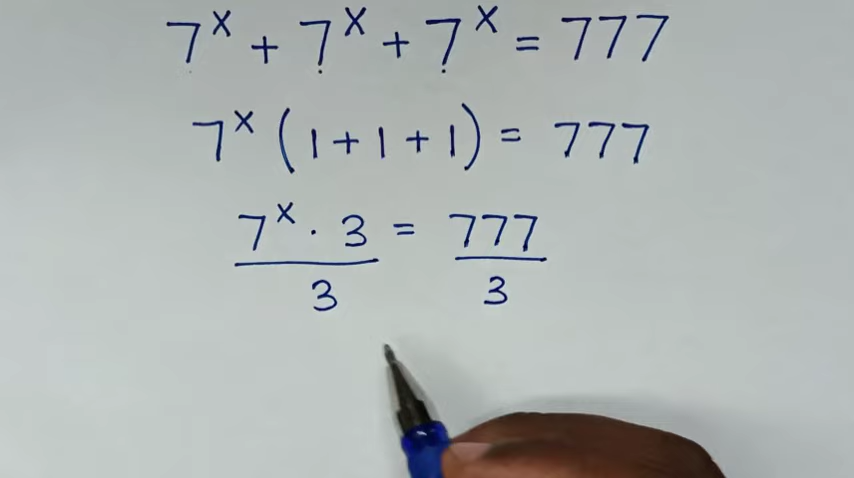 7^x + 7^x + 7^x = 777
7^x (1 + 1 + 1) = 777
7^x · 3 / 3 = 777 / 3